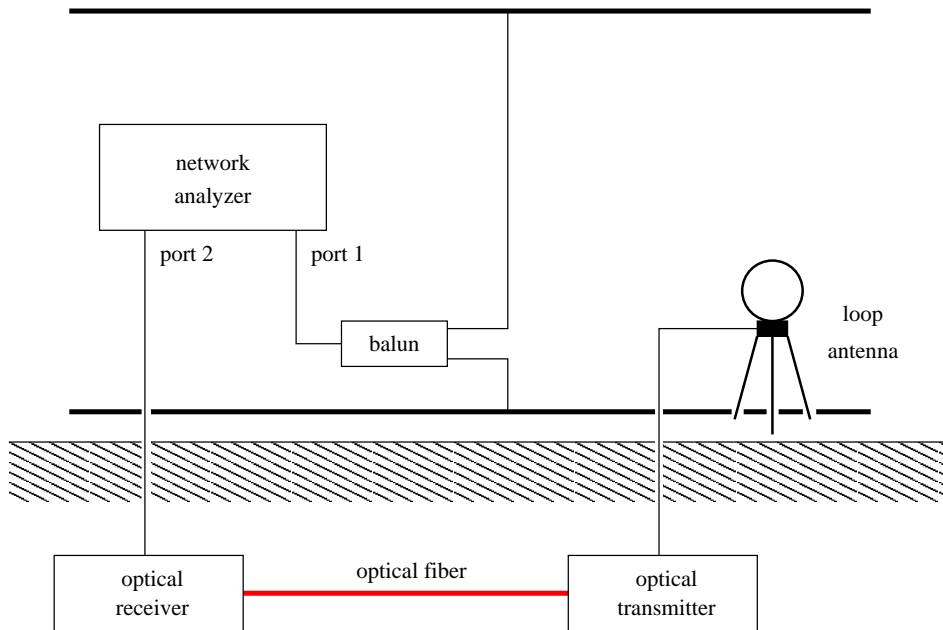 network
analyzer
port 2
port 1
balun
loop
antenna
optical fiber
optical
receiver
optical
transmitter